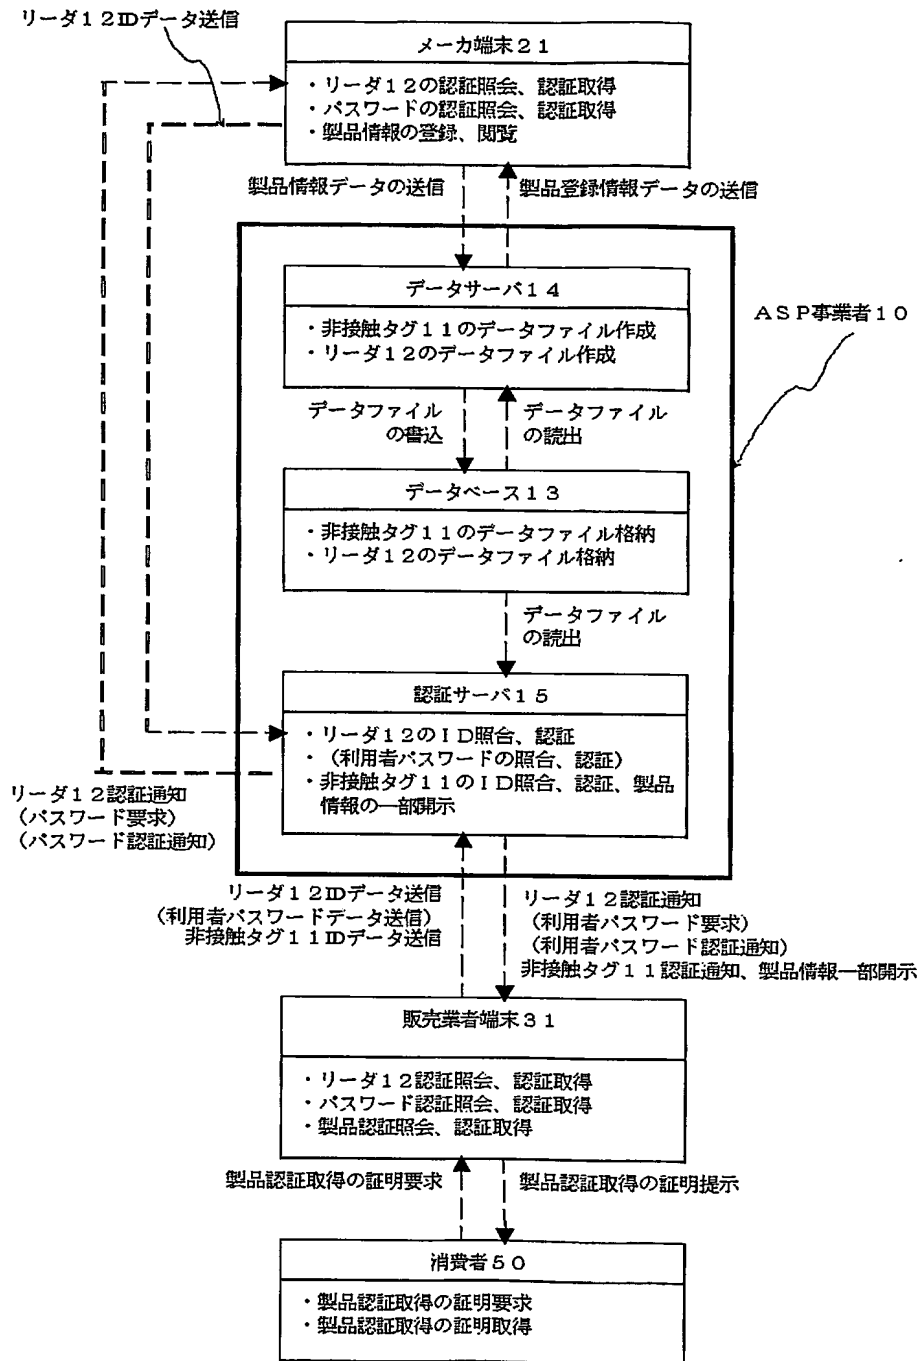 リーダ12IDデータ送信
メーカ端末21
・リーダ12の認証照会、認証取得
・パスワードの認証照会、認証取得
・製品情報の登録、閲覧
製品情報データの送信
製品登録情報データの送信
データサーバ14
・非接触タグ11のデータファイル作成
・リーダ12のデータファイル作成
ASP事業者10
データファイル
の書込
データファイル
の読出
データベース13
・非接触タグ11のデータファイル格納
・リーダ12のデータファイル格納
データファイル
の読出
認証サーバ15
・リーダ12のID照合、認証
・(利用者パスワードの照合、認証)
・非接触タグ11のID照合、認証、製品
情報の一部開示
リーダ12認証通知
(パスワード要求)
(パスワード認証通知)
リーダ12IDデータ送信
(利用者パスワードデータ送信)
非接触タグ11IDデータ送信
リーダ12認証通知
(利用者パスワード要求)
(利用者パスワード認証通知)
非接触タグ11認証通知、製品情報一部開示
販売業者端末31
・リーダ12認証照会、認証取得
・パスワード認証照会、認証取得
・製品認証照会、認証取得
製品認証取得の証明要求
製品認証取得の証明提示
消費者50
・製品認証取得の証明要求
・製品認証取得の証明取得